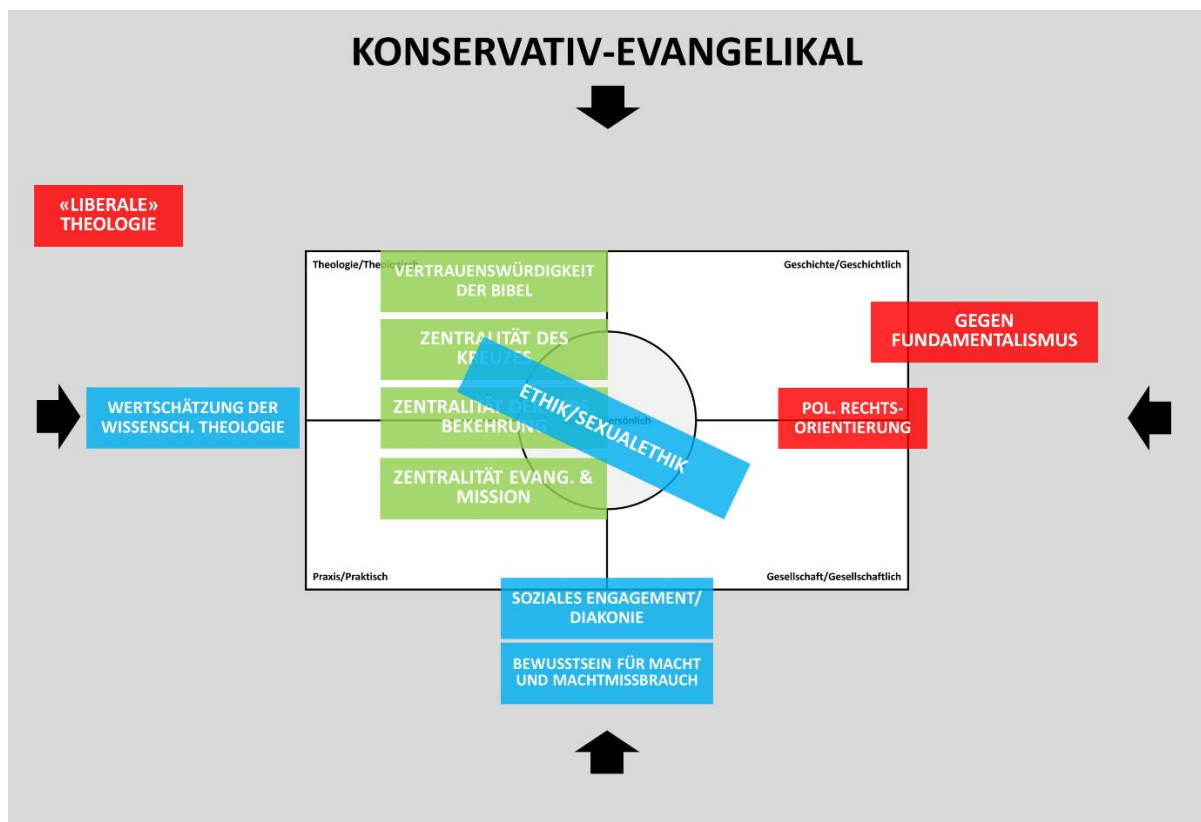 KONSERVATIV-EVANGELIKAL
«LIBERALE»
THEOLOGIE
Theologie/Theologisch
Geschichte/Geschichtlich
VERTRAUENSWÜRDIGKEIT
DER BIBEL
GEGEN
FUNDAMENTALISMUS
ZENTRALITÄT DES
KREUZES
ETHIK/SEXUALETHIK
WERTSCHÄTZUNG DER
WISSENSCH. THEOLOGIE
ZENTRALITÄT
BEKEHRUNG
POL. RECHTS-
ORIENTIERUNG
ZENTRALITÄT EVANG. &
MISSION
Praxis/Praktisch
Gesellschaft/Gesellschaftlich
SOZIALES ENGAGEMENT/
DIAKONIE
BEWUSSTSEIN FÜR MACHT
UND MACHTMISSBRAUCH